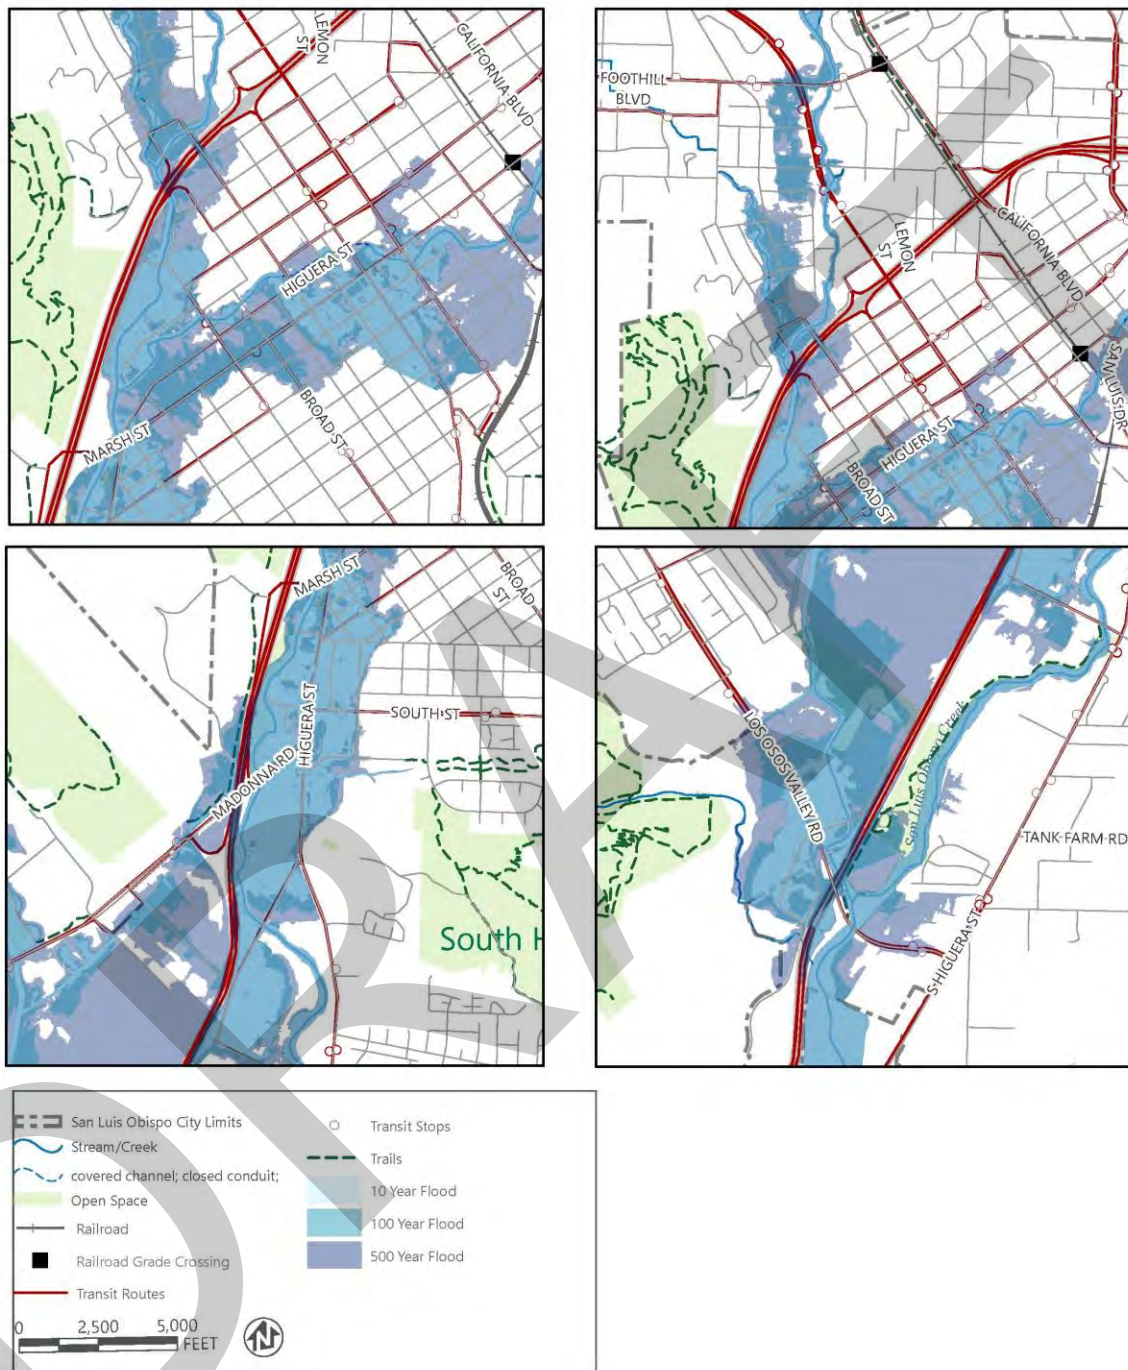 LEMON
ST
CALIFORNIA BLVD
HIGUERA ST
BROAD ST
MARSH ST
FOOTHILL
BLVD
LEMON
ST
CALIFORNIA BLVD
SAN LUIS DR
HIGUERA ST
BROAD ST
MARSH ST
BROAD
ST
HIGUERA ST
SOUTH ST
MADONNA RD
South H
LOS OSOS VALLEY RD
San Luis Obispo Creek
TANK FARM RD
S HIGUERA ST
San Luis Obispo City Limits
Stream/Creek
covered channel; closed conduit;
Open Space
Railroad
Railroad Grade Crossing
Transit Routes
Transit Stops
Trails
10 Year Flood
100 Year Flood
500 Year Flood
0 2,500 5,000
FEET
N
DRAFT